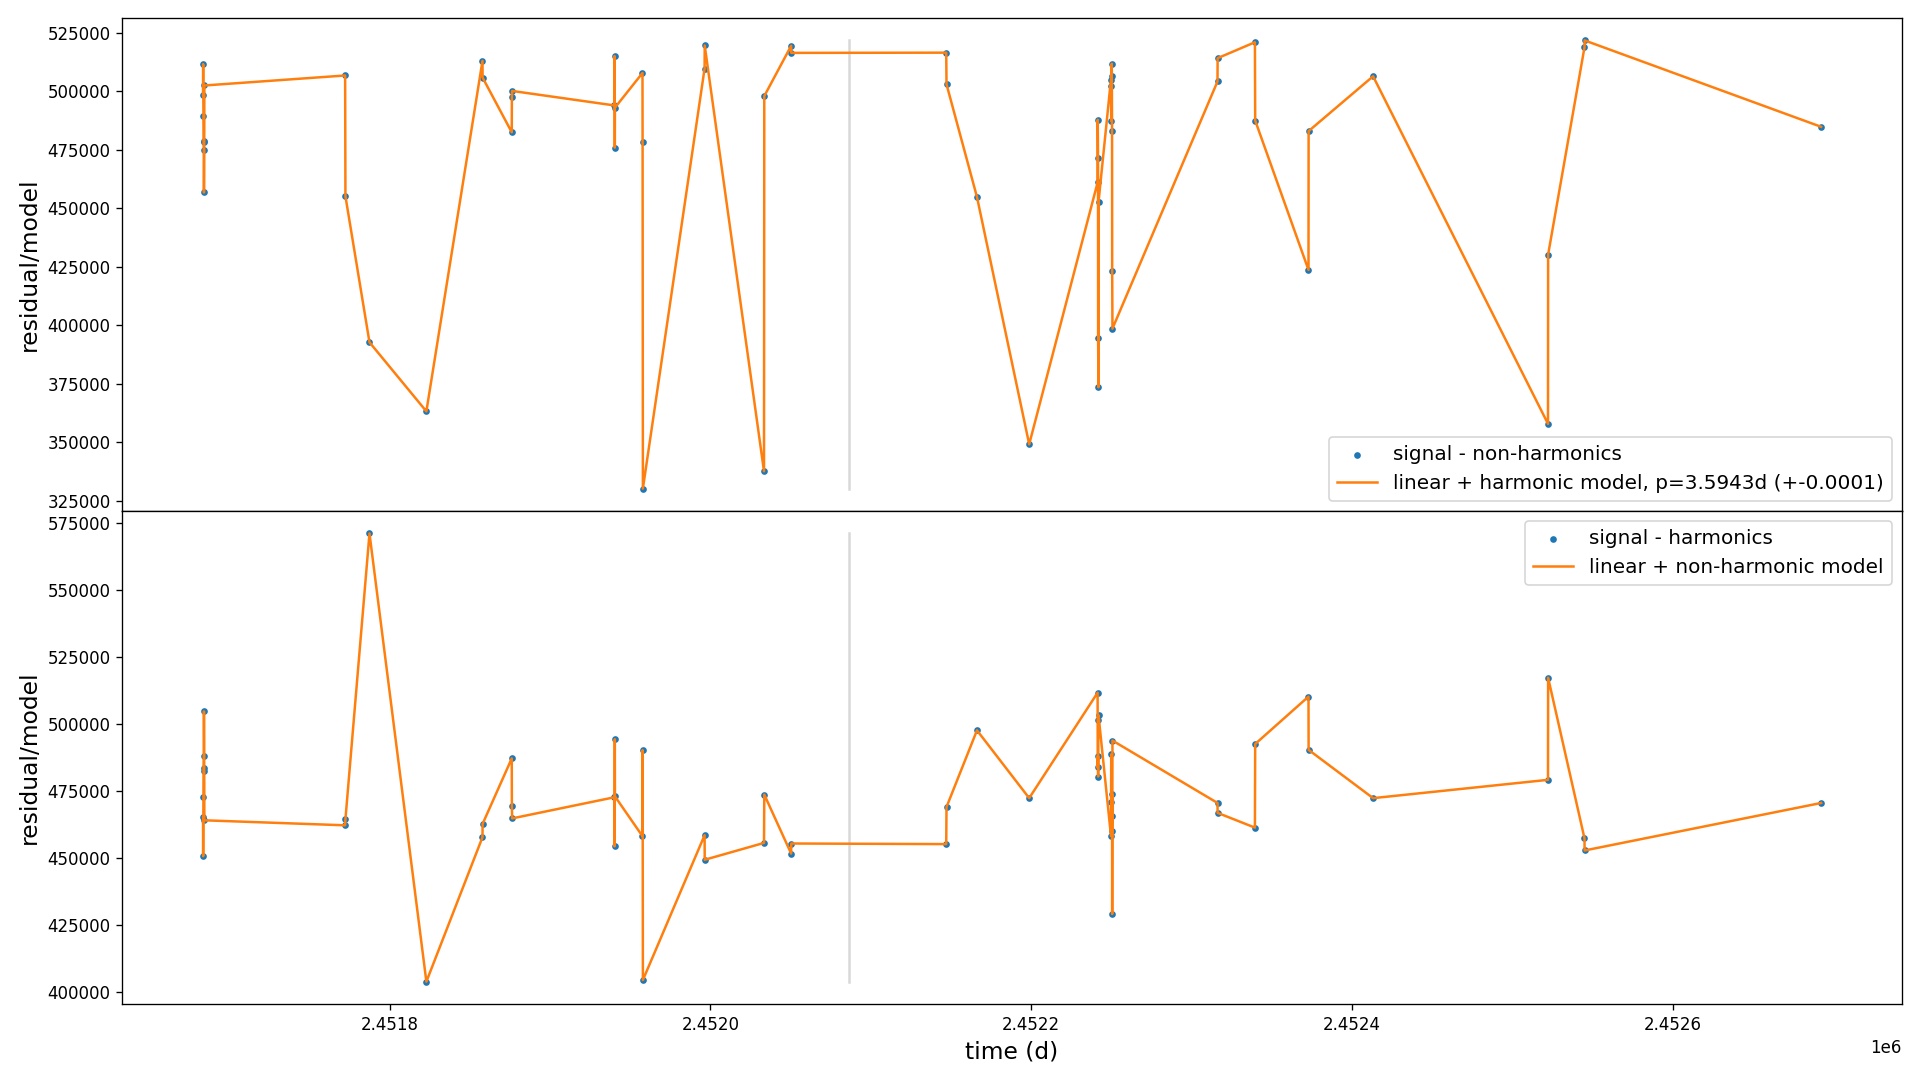 525000
500000
475000
450000
425000
400000
375000
350000
325000
residual/model
signal - non-harmonics
linear + harmonic model, p=3.5943d (+-0.0001)
575000
550000
525000
500000
475000
450000
425000
400000
residual/model
signal - harmonics
linear + non-harmonic model
2.4518 2.4520 2.4522 2.4524 2.4526
time (d)
1e6